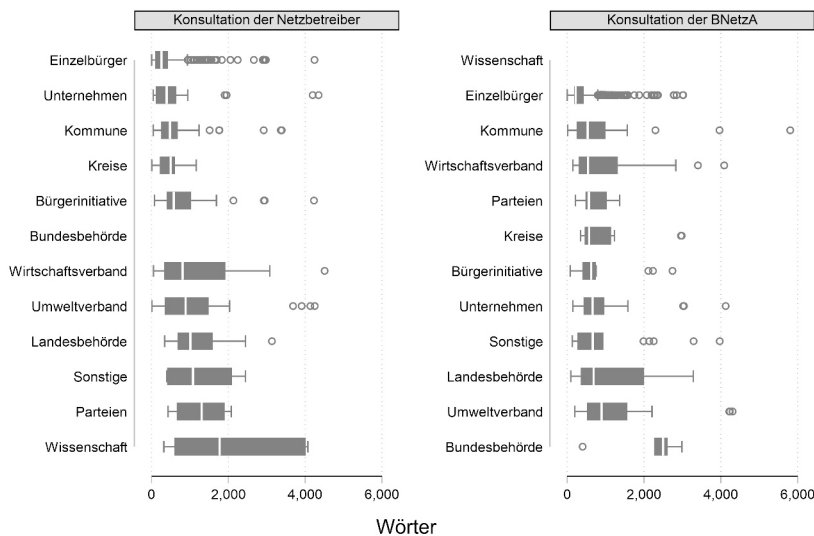 Konsultation der Netzbetreiber
Einzelbürger
Unternehmen
Kommune
Kreise
Bürgerinitiative
Bundesbehörde
Wirtschaftsverband
Umweltverband
Landesbehörde
Sonstige
Parteien
Wissenschaft
0 2,000 4,000 6,000
Konsultation der BNetzA
Wissenschaft
Einzelbürger
Kommune
Wirtschaftsverband
Parteien
Kreise
Bürgerinitiative
Unternehmen
Sonstige
Landesbehörde
Umweltverband
Bundesbehörde
0 2,000 4,000 6,000
Wörter